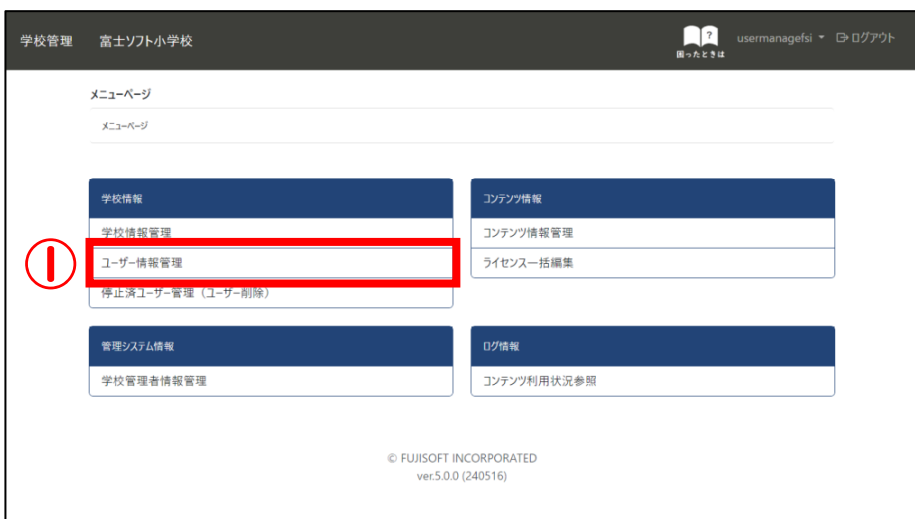 学校管理 富士ソフト小学校
? 困ったときは
usermanagefsi ログアウト
メニューページ
メニューページ
学校情報
学校情報管理
ユーザー情報管理
停止済ユーザー管理（ユーザー削除）
コンテンツ情報
コンテンツ情報管理
ライセンス一括編集
①
管理システム情報
学校管理者情報管理
ログ情報
コンテンツ利用状況参照
© FUJISOFT INCORPORATED
ver.5.0.0 (240516)